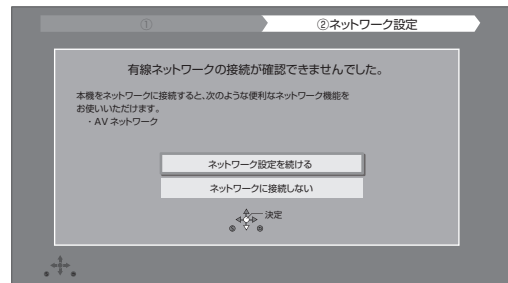 ①
②ネットワーク設定
有線ネットワークの接続が確認できませんでした。
本機をネットワークに接続すると、次のような便利なネットワーク機能を
お使いいただけます。
・AV ネットワーク
ネットワーク設定を続ける
ネットワークに接続しない
決定